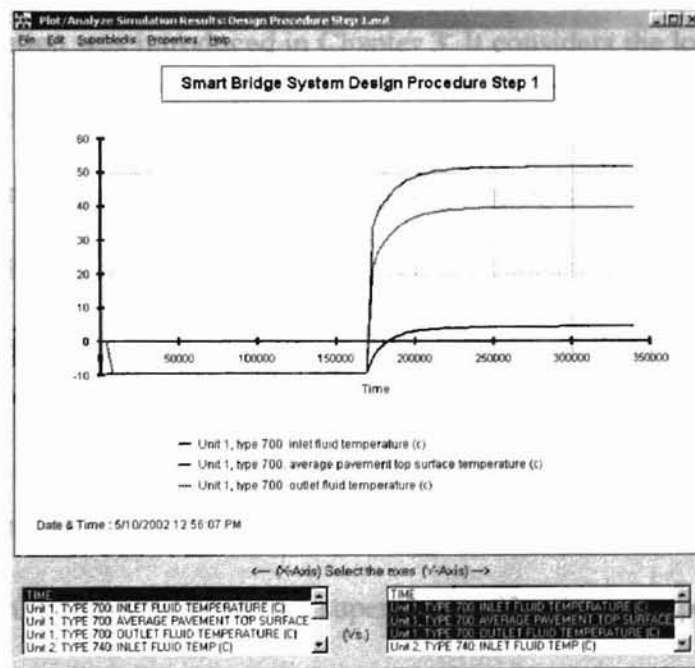 Plot/Analyze Simulation Results: Design Procedure Step 1.mdl
File Edit Superblocks Properties Help
Smart Bridge System Design Procedure Step 1
60
50
40
30
20
10
0
-10
50000 100000 150000 200000 250000 300000 350000
Time
Unit 1, type 700. inlet fluid temperature (c)
Unit 1, type 700. average pavement top surface temperature (c)
Unit 1, type 700. outlet fluid temperature (c)
Date & Time : 5/10/2002 12:56:07 PM
<-- (X-Axis) Select the axes (Y-Axis) -->
TIME
Unit 1, TYPE 700: INLET FLUID TEMPERATURE (C)
Unit 1, TYPE 700: AVERAGE PAVEMENT TOP SURFACE
Unit 1, TYPE 700: OUTLET FLUID TEMPERATURE (C)
Unit 2, TYPE 740: INLET FLUID TEMP (C)
(Vs.)
TIME
Unit 1, TYPE 700: INLET FLUID TEMPERATURE (C)
Unit 1, TYPE 700: AVERAGE PAVEMENT TOP SURFACE
Unit 1, TYPE 700: OUTLET FLUID TEMPERATURE (C)
Unit 2, TYPE 740: INLET FLUID TEMP (C)